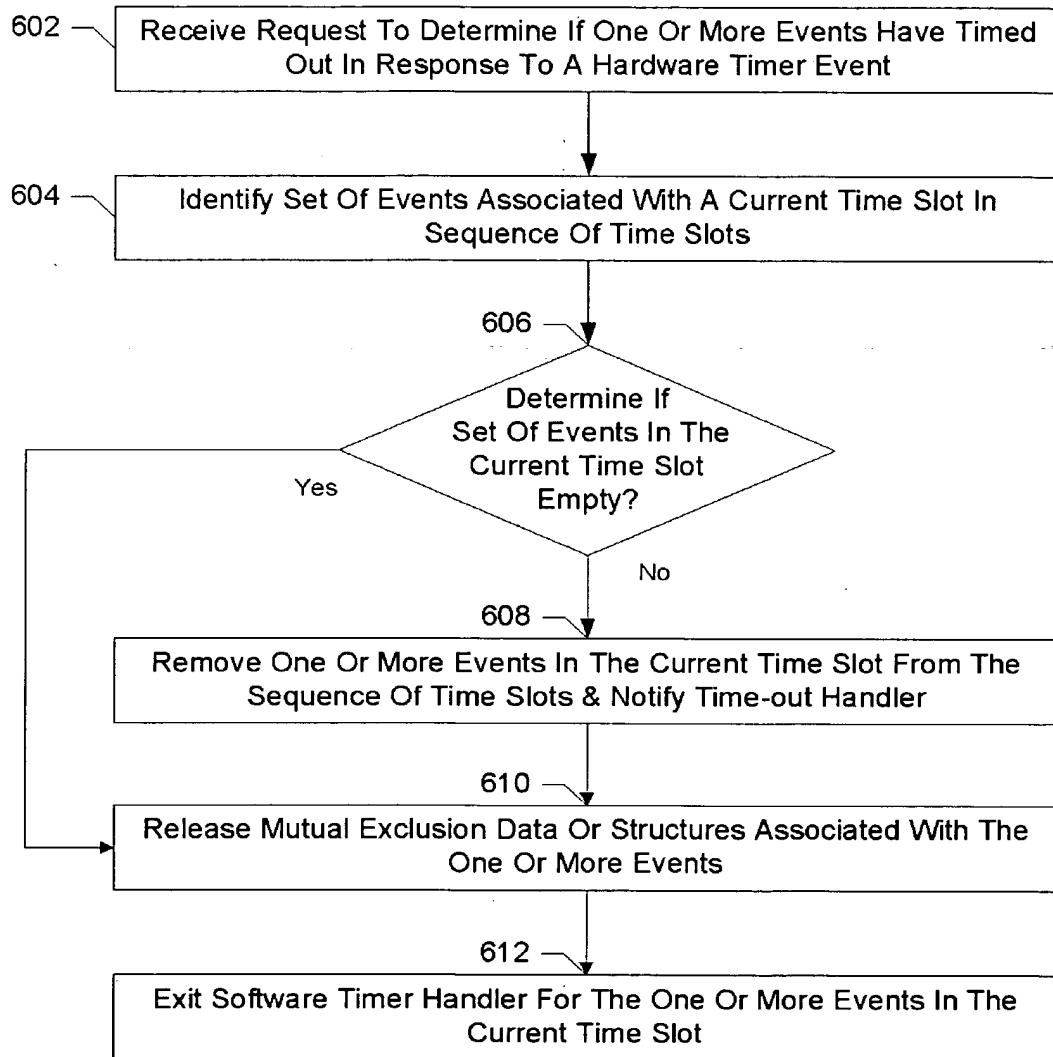 602
Receive Request To Determine If One Or More Events Have Timed
Out In Response To A Hardware Timer Event
604
Identify Set Of Events Associated With A Current Time Slot In
Sequence Of Time Slots
606
Determine If
Set Of Events In The
Current Time Slot
Empty?
Yes
No
608
Remove One Or More Events In The Current Time Slot From The
Sequence Of Time Slots & Notify Time-out Handler
610
Release Mutual Exclusion Data Or Structures Associated With The
One Or More Events
612
Exit Software Timer Handler For The One Or More Events In The
Current Time Slot